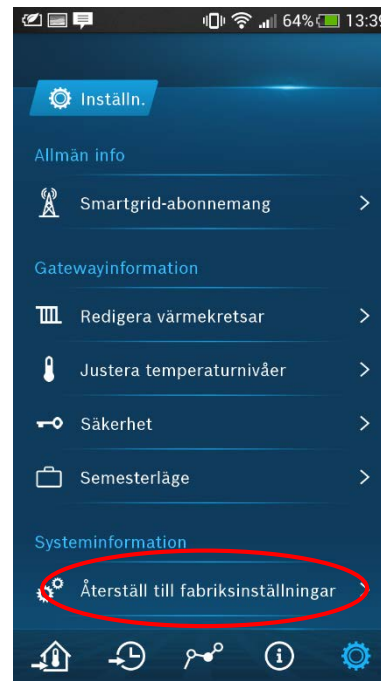 64% 13:39
Inställn.
Allmän info
Smartgrid-abonnemang
Gatewayinformation
Redigera värmekretsar
Justera temperaturnivåer
Säkerhet
Semesterläge
Systeminformation
Återställ till fabriksinställningar